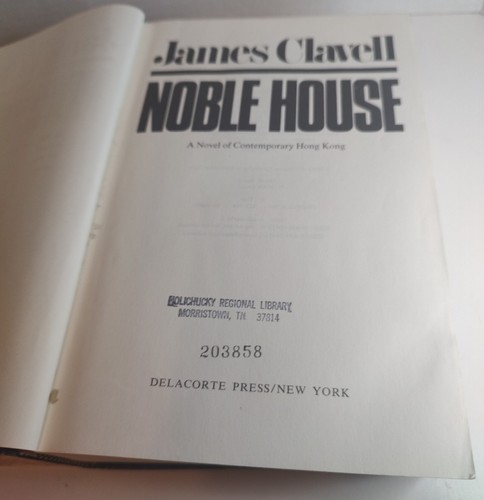 James Clavell
NOBLE HOUSE
A Novel of Contemporary Hong Kong
NOLICHUCKY REGIONAL LIBRARY
MORRISTOWN, TN 37814
203858
DELACORTE PRESS/NEW YORK